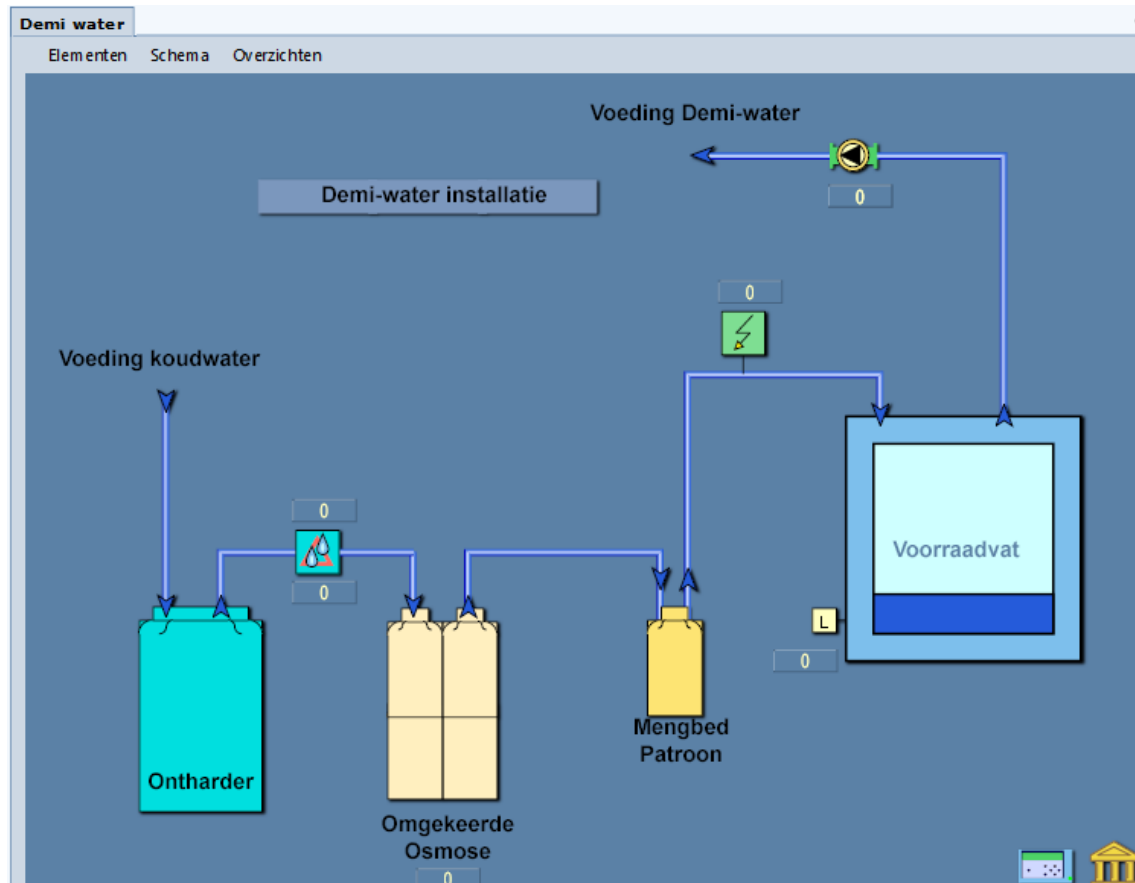 Demi water
Elementen Schema Overzichten
Voeding Demi-water
0
Demi-water installatie
0
Voeding koudwater
0
0
Voorraadvat
L
0
Mengbed
Patroon
Ontharder
Omgekeerde
Osmose
0